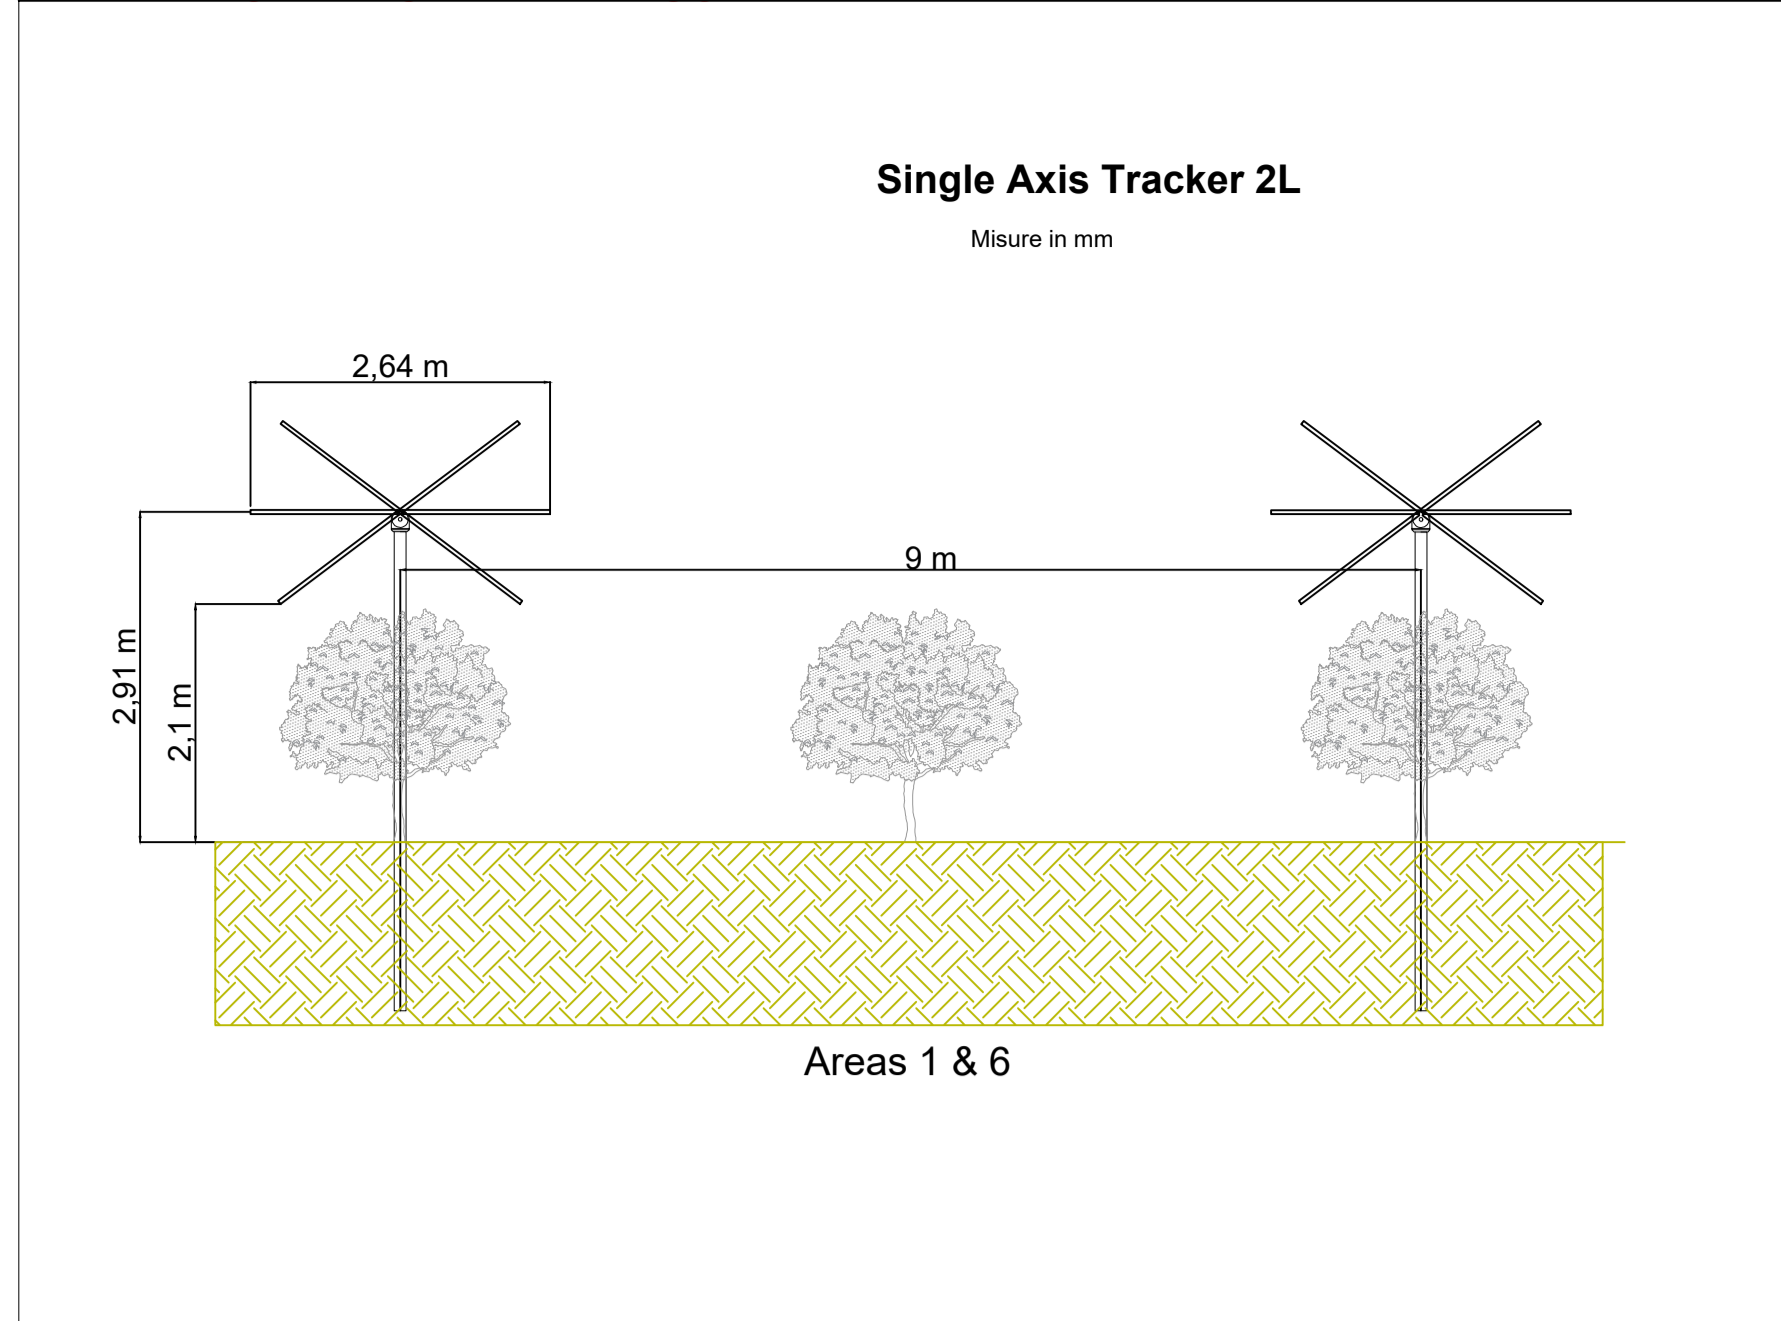 Single Axis Tracker 2L
Misure in mm
2,64 m
9 m
2,91 m
2,1 m
Areas 1 & 6